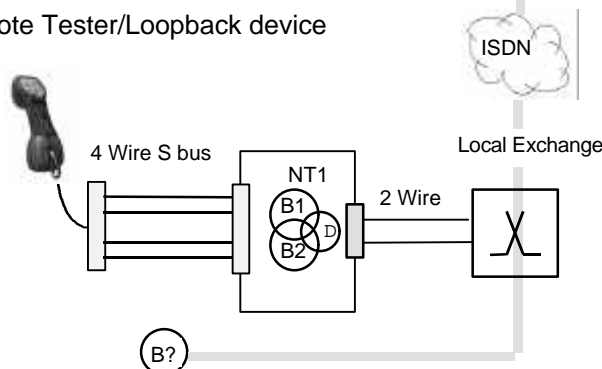 ote Tester/Loopback device
ISDN
4 Wire S bus
Local Exchange
NT1
2 Wire
B1
D
B2
B?